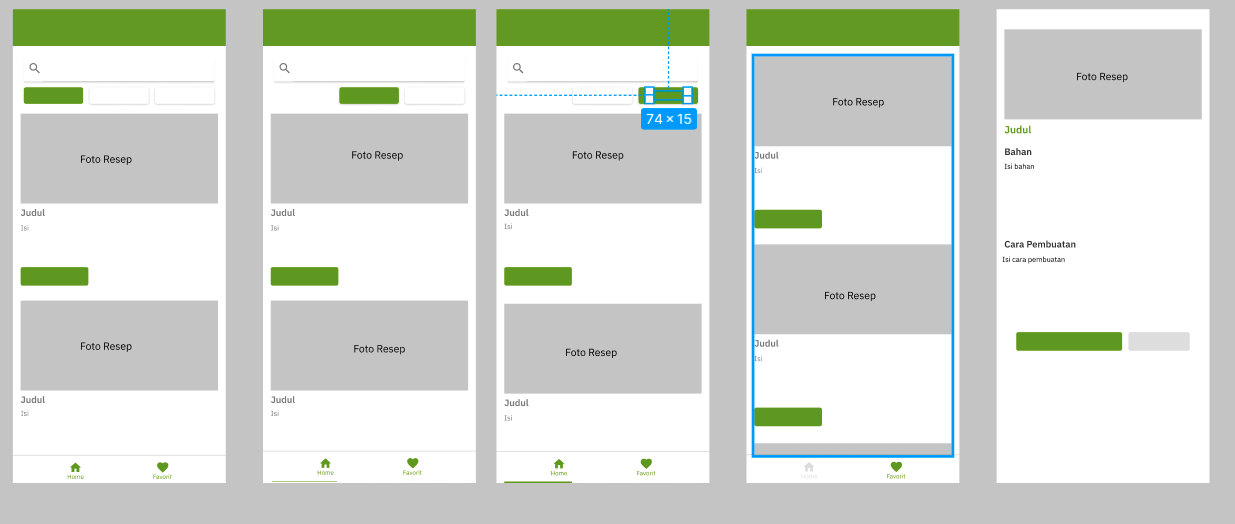 Foto Resep
Judul
Isi
Foto Resep
Judul
Isi
Home
Favorit
Foto Resep
Judul
Isi
Foto Resep
Judul
Isi
Home
Favorit
74 × 15
Foto Resep
Judul
Isi
Foto Resep
Judul
Isi
Home
Favorit
Foto Resep
Judul
Isi
Foto Resep
Judul
Isi
Home
Favorit
Foto Resep
Judul
Bahan
Isi bahan
Cara Pembuatan
Isi cara pembuatan